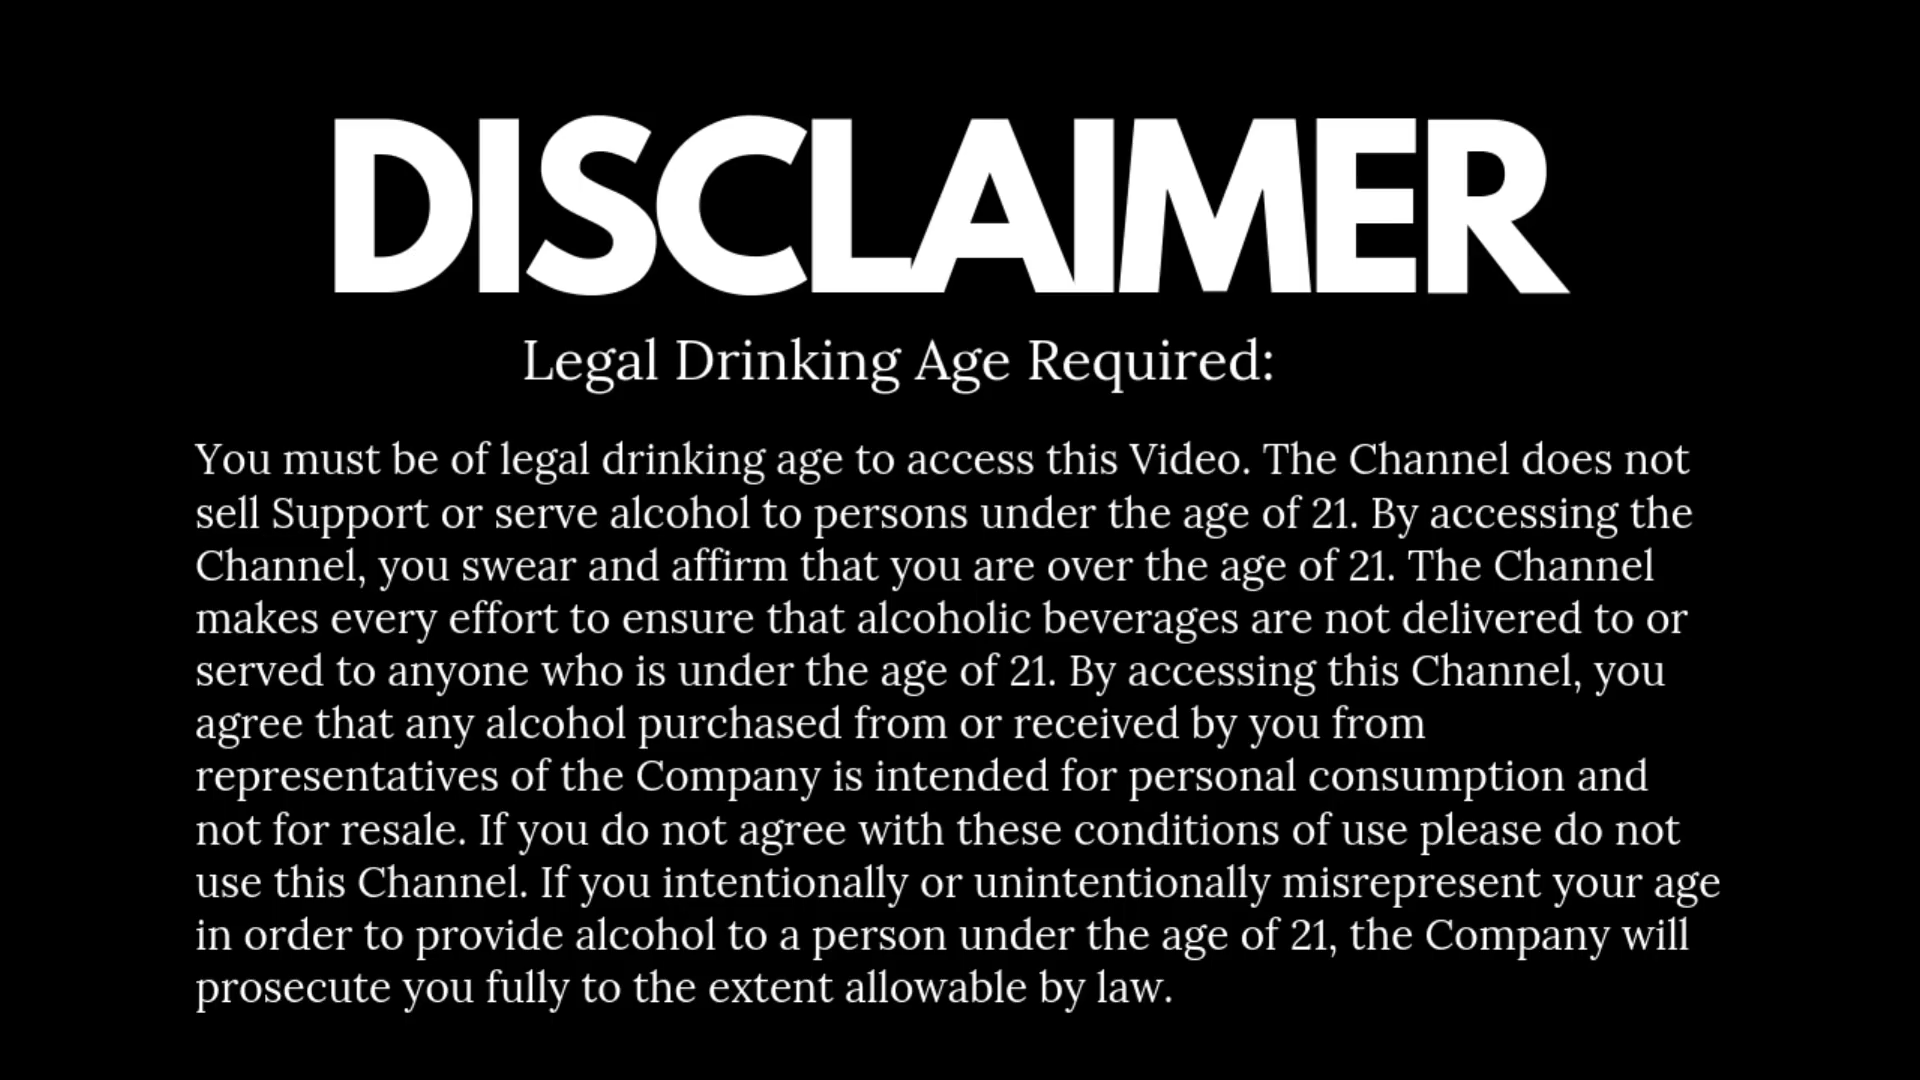 DISCLAIMER
Legal Drinking Age Required:
You must be of legal drinking age to access this Video. The Channel does not
sell Support or serve alcohol to persons under the age of 21. By accessing the
Channel, you swear and affirm that you are over the age of 21. The Channel
makes every effort to ensure that alcoholic beverages are not delivered to or
served to anyone who is under the age of 21. By accessing this Channel, you
agree that any alcohol purchased from or received by you from
representatives of the Company is intended for personal consumption and
not for resale. If you do not agree with these conditions of use please do not
use this Channel. If you intentionally or unintentionally misrepresent your age
in order to provide alcohol to a person under the age of 21, the Company will
prosecute you fully to the extent allowable by law.